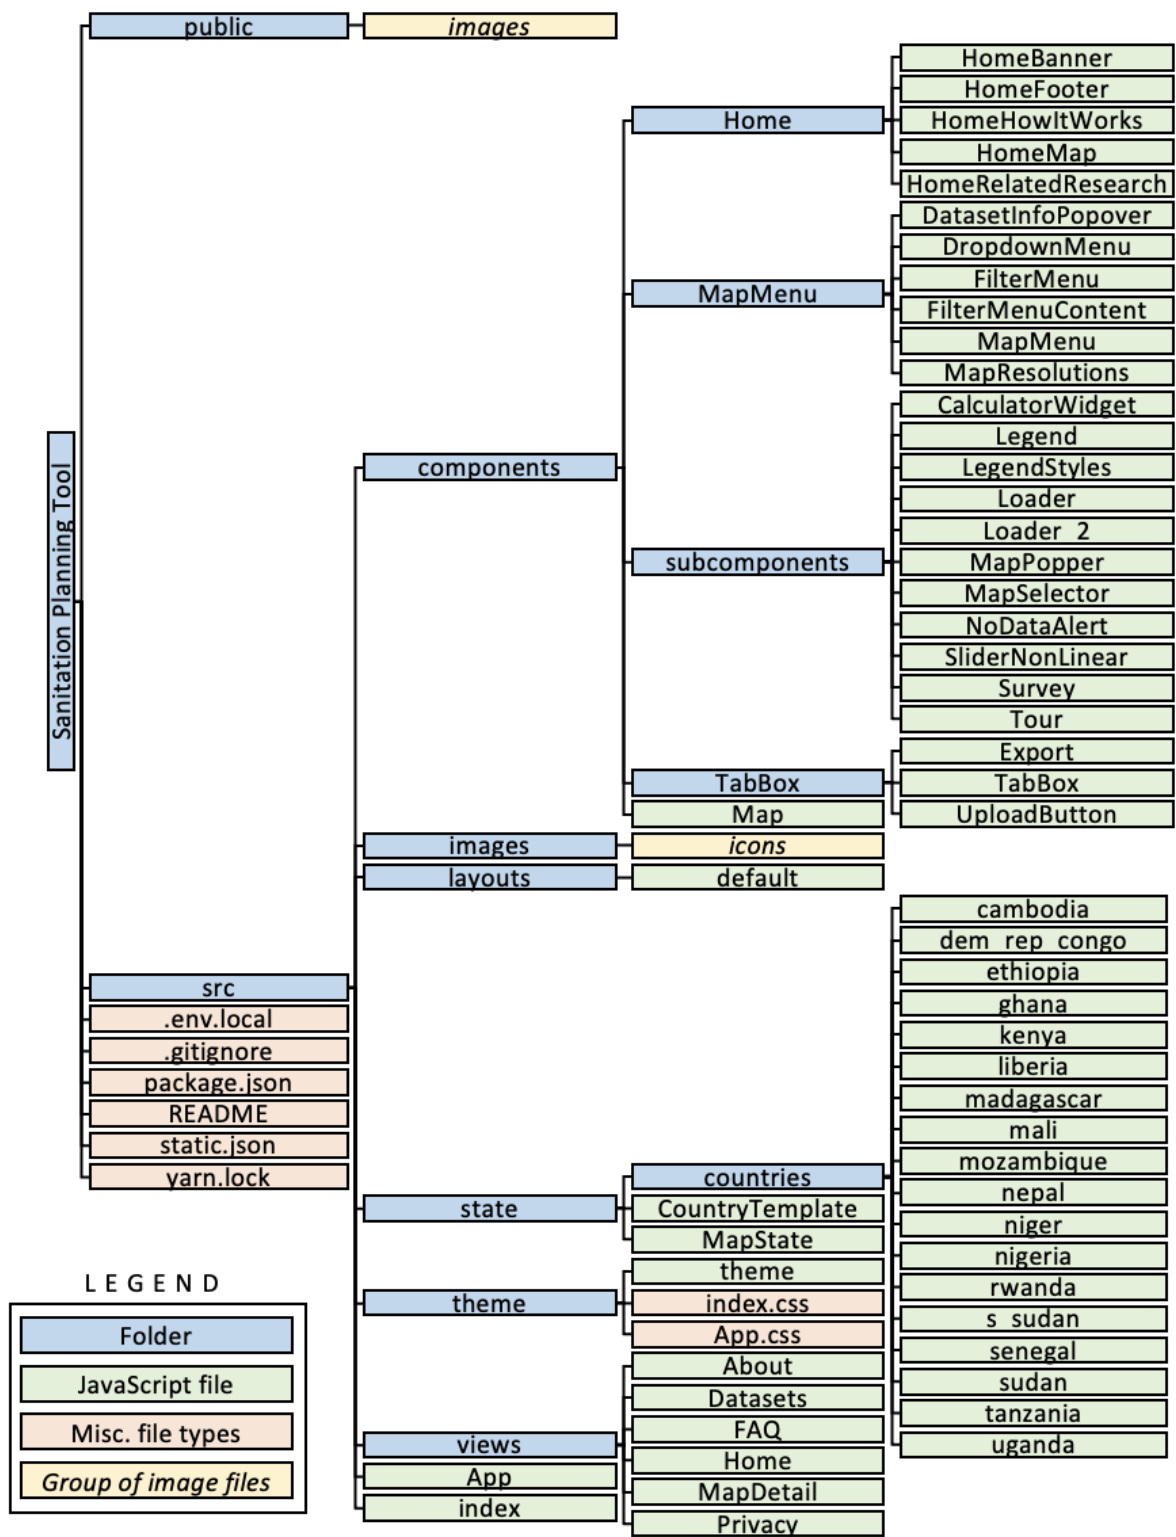 public
images
HomeBanner
HomeFooter
Home
HomeHowItWorks
HomeMap
HomeRelatedResearch
DatasetInfoPopover
DropdownMenu
FilterMenu
MapMenu
FilterMenuContent
MapMenu
MapResolutions
CalculatorWidget
Legend
components
LegendStyles
Loader
Loader_2
subcomponents
MapPopper
MapSelector
NoDataAlert
SliderNonLinear
Survey
Tour
Export
TabBox
TabBox
Map
UploadButton
Sanitation Planning Tool
images
icons
layouts
default
cambodia
dem_rep_congo
ethiopia
src
ghana
.env.local
kenya
.gitignore
liberia
package.json
madagascar
README
mali
static.json
mozambique
yarn.lock
countries
nepal
state
CountryTemplate
niger
MapState
nigeria
theme
rwanda
theme
index.css
s_sudan
App.css
senegal
About
sudan
Datasets
tanzania
FAQ
uganda
views
Home
App
MapDetail
index
Privacy
LEGEND
Folder
JavaScript file
Misc. file types
Group of image files